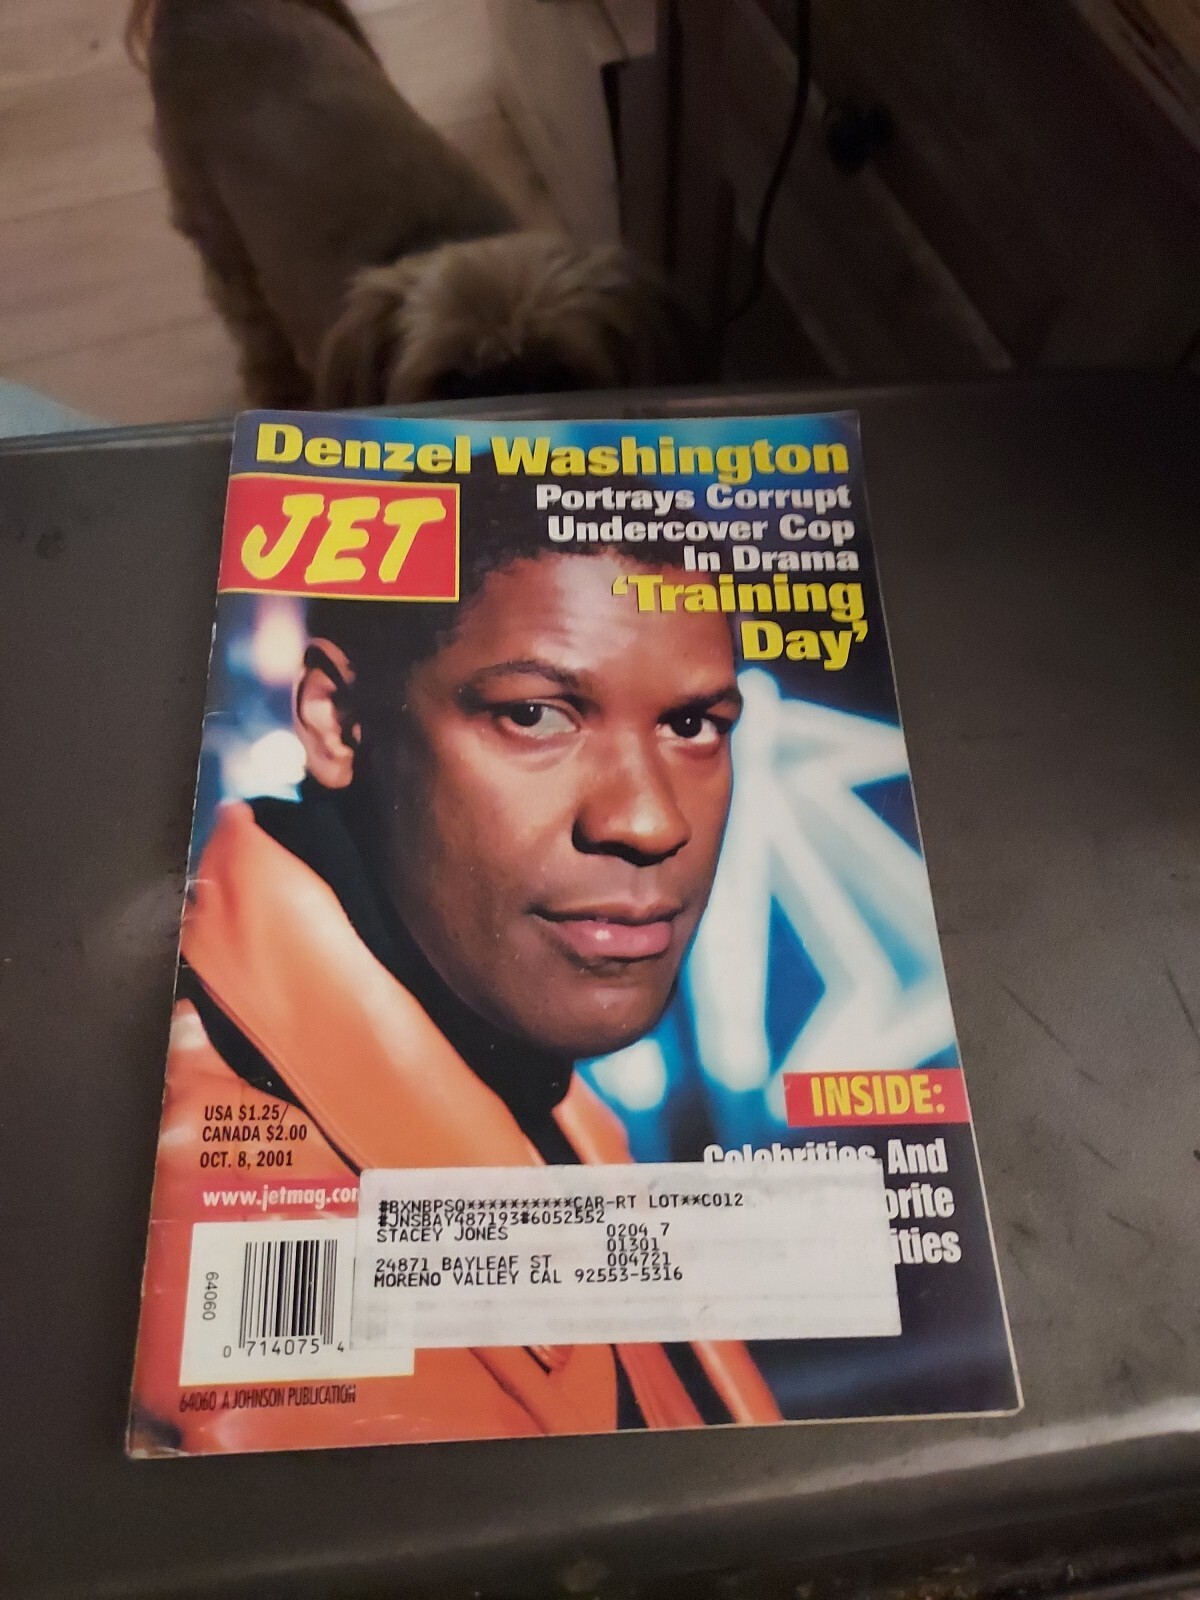 Denzel Washington
JET
Portrays Corrupt
Undercover Cop
In Drama
‘Training
Day’
INSIDE:
Celebrities And
USA $1.25/
CANADA $2.00
OCT. 8, 2001
www.jetmag.com
#BXNBPSQ**********CAR-RT LOT**C012
#JNSBAY487193#6052552
STACEY JONES 0204 7
01301
24871 BAYLEAF ST 004721
MORENO VALLEY CAL 92553-5316
64060
0 714075 4
64060 A JOHNSON PUBLICATION